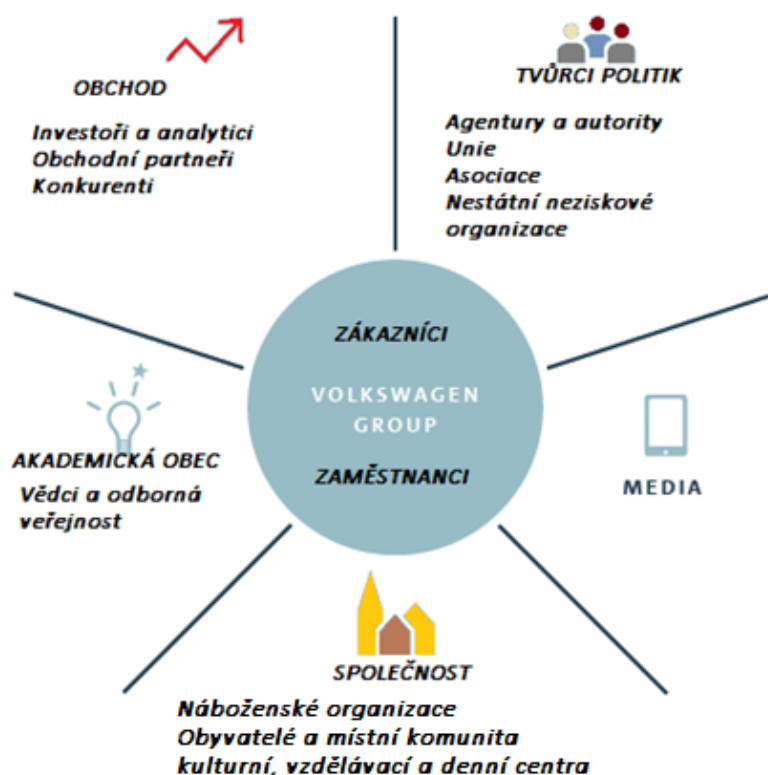 OBCHOD
Investoři a analytici
Obchodní partneři
Konkurenti
TVŮRCI POLITIK
Agentury a autority
Unie
Asociace
Nestátní neziskové
organizace
ZÁKAZNÍCI
VOLKSWAGEN
GROUP
ZAMĚSTNANCI
AKADEMICKÁ OBEC
Vědci a odborná
veřejnost
MEDIA
SPOLEČNOST
Náboženské organizace
Obyvatelé a místní komunita
kulturní, vzdělávací a denní centra